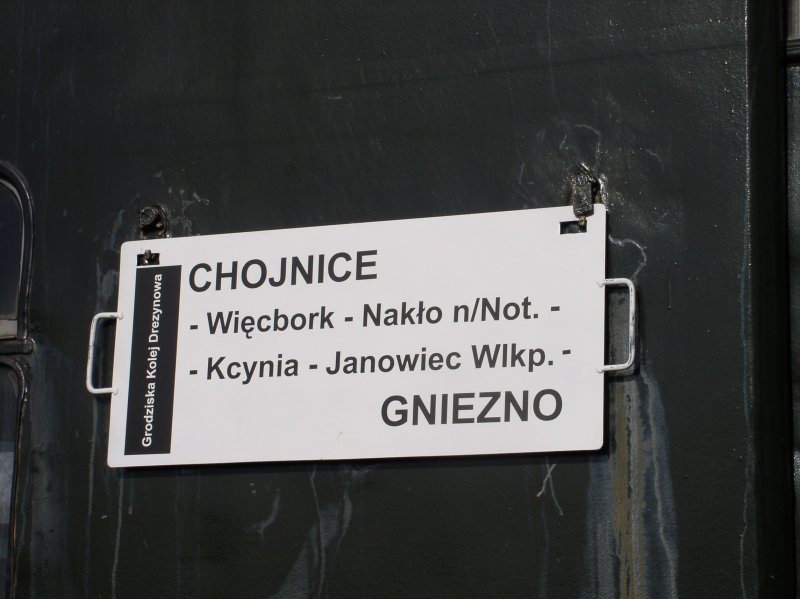 Grodziska Kolej Drezynowa
CHOJNICE
- Więcbork - Nakło n/Not. -
- Kcynia - Janowiec Wlkp. -
GNIEZNO